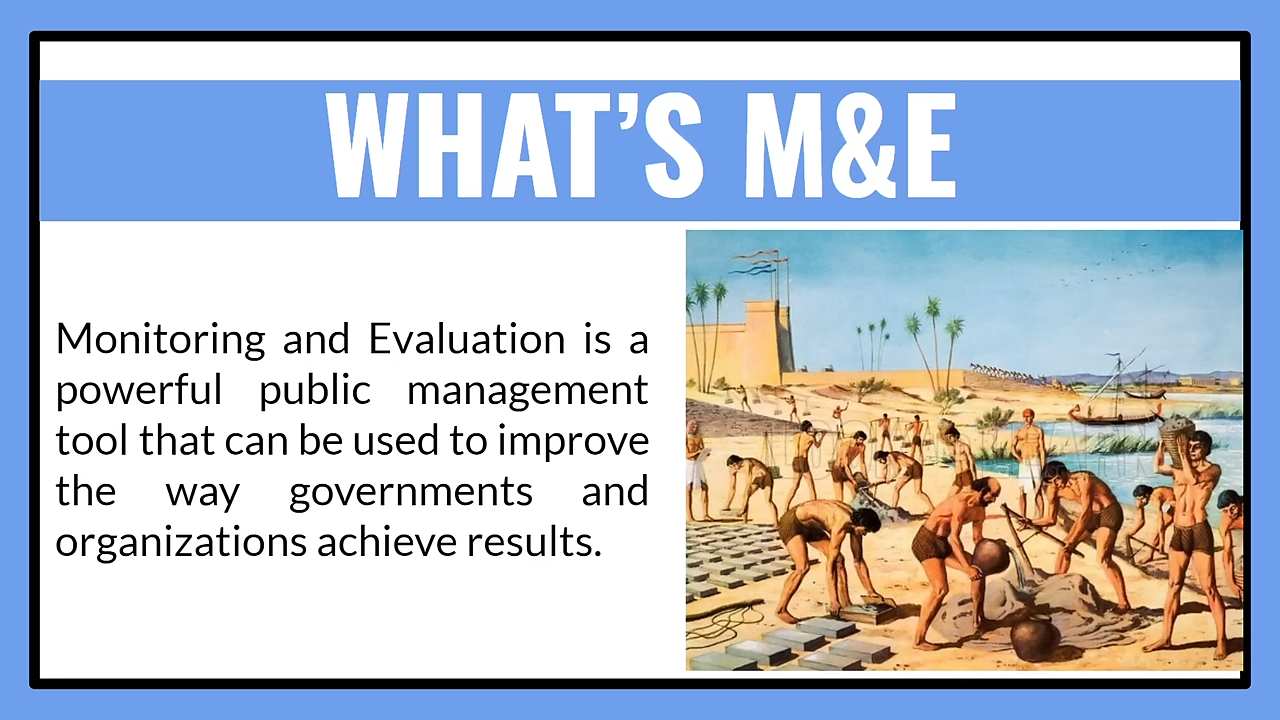 WHAT’S M&E
Monitoring and Evaluation is a
powerful public management
tool that can be used to improve
the way governments and
organizations achieve results.